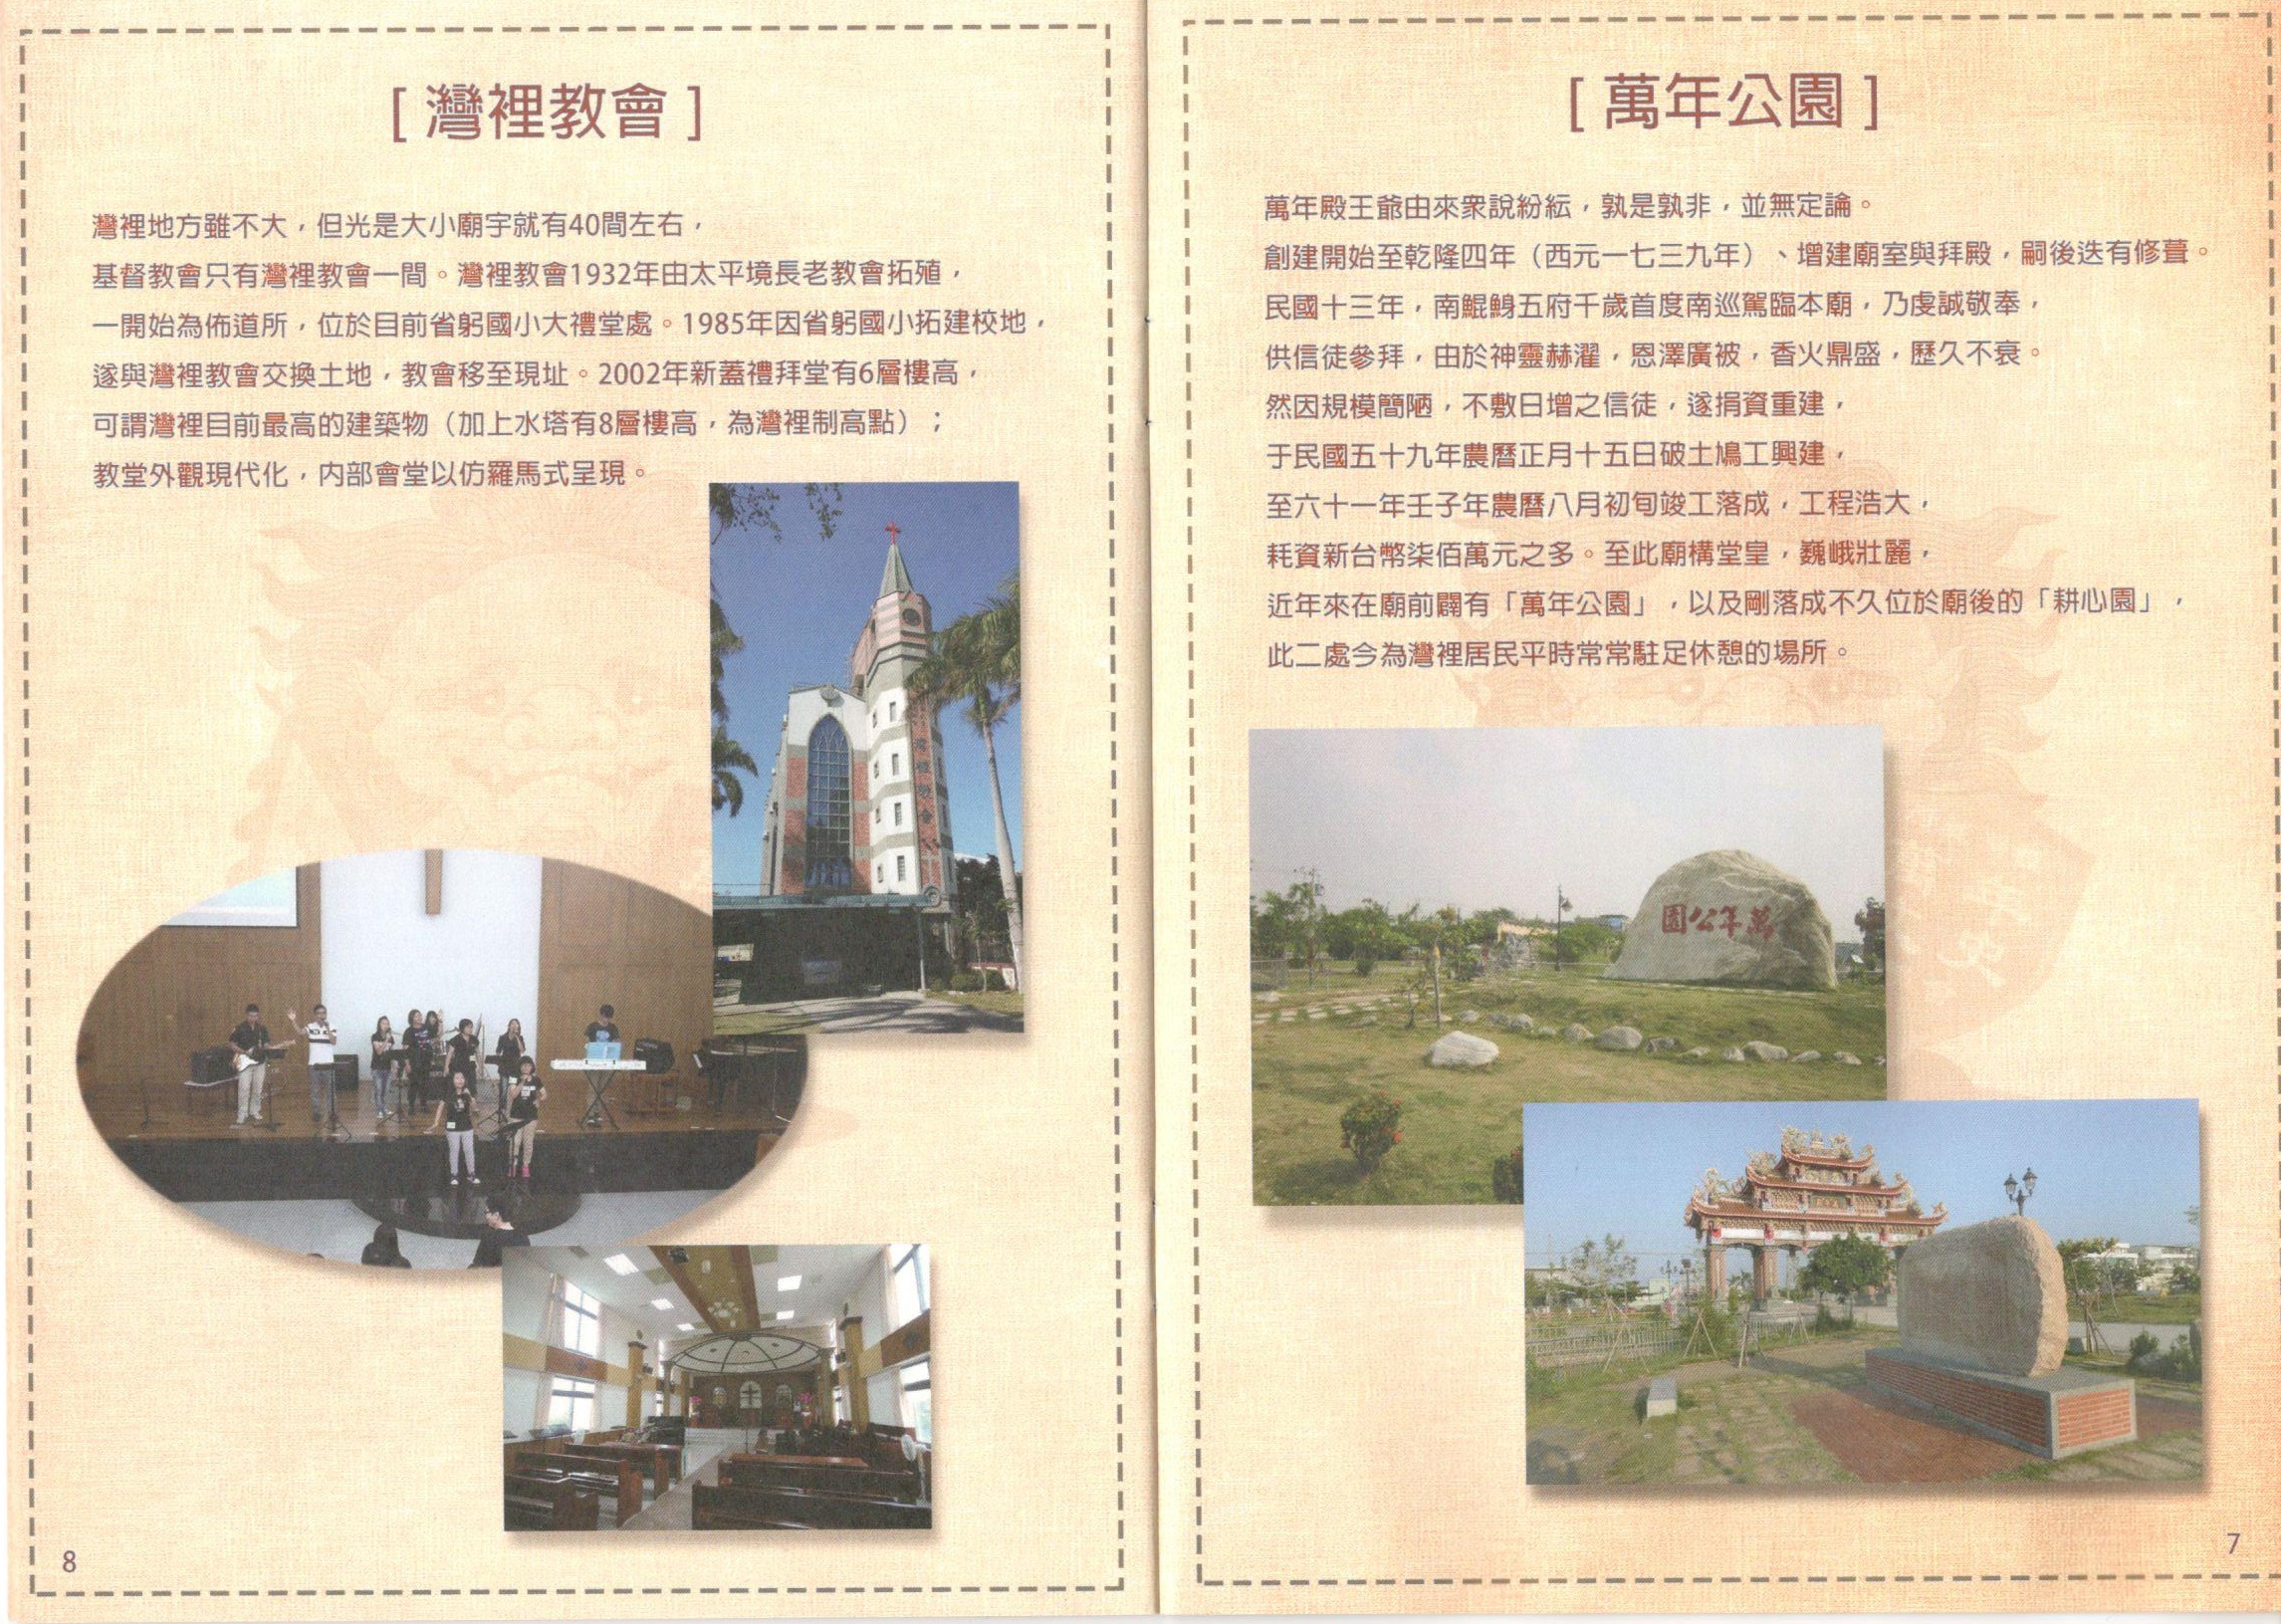 [ 萬年公園 ]
萬年殿王爺由來眾說紛紜，孰是孰非，並無定論。
創建開始至乾隆四年（西元一七三九年）、增建廟室與拜殿，嗣後迭有修葺。
民國十三年，南鯤鯓五府千歲首度南巡駕臨本廟，乃虔誠敬奉，
供信徒參拜，由於神靈赫濯，恩澤廣被，香火鼎盛，歷久不衰。
然因規模簡陋，不敷日增之信徒，遂捐資重建，
于民國五十九年農曆正月十五日破土鳩工興建，
至六十一年壬子年農曆八月初旬竣工落成，工程浩大，
耗資新台幣柒佰萬元之多。至此廟構堂皇，巍峨壯麗，
近年來在廟前闢有「萬年公園」，以及剛落成不久位於廟後的「耕心園」，
此二處今為灣裡居民平時常常駐足休憩的場所。
萬年公園
7
[ 灣裡教會 ]
灣裡地方雖不大，但光是大小廟宇就有40間左右，
基督教會只有灣裡教會一間。灣裡教會1932年由太平境長老教會拓殖，
一開始為佈道所，位於目前省躬國小大禮堂處。1985年因省躬國小拓建校地，
遂與灣裡教會交換土地，教會移至現址。2002年新蓋禮拜堂有6層樓高，
可謂灣裡目前最高的建築物（加上水塔有8層樓高，為灣裡制高點）；
教堂外觀現代化，內部會堂以仿羅馬式呈現。
灣裡教會
8